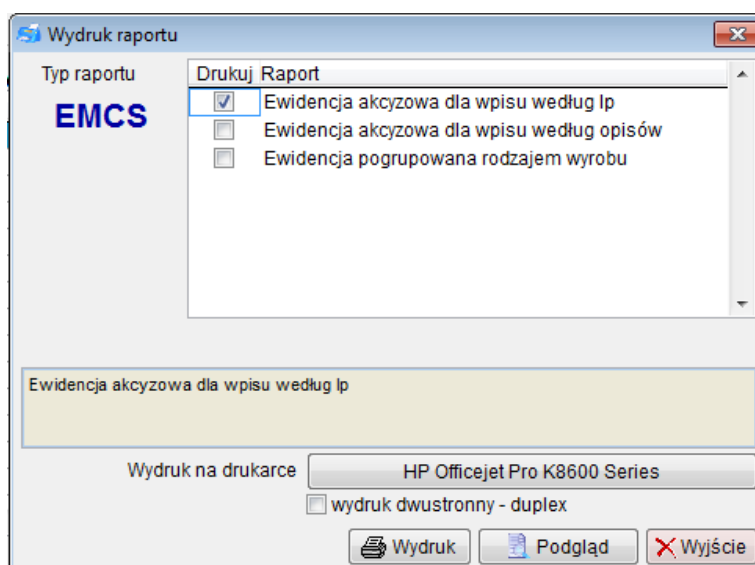 Wydruk raportu
Typ raportu
EMCS
Drukuj Raport
Ewidencja akcyzowa dla wpisu według lp
Ewidencja akcyzowa dla wpisu według opisów
Ewidencja pogrupowana rodzajem wyrobu
Ewidencja akcyzowa dla wpisu według lp
Wydruk na drukarce HP Officejet Pro K8600 Series
wydruk dwustronny - duplex
Wydruk Podgląd Wyjście